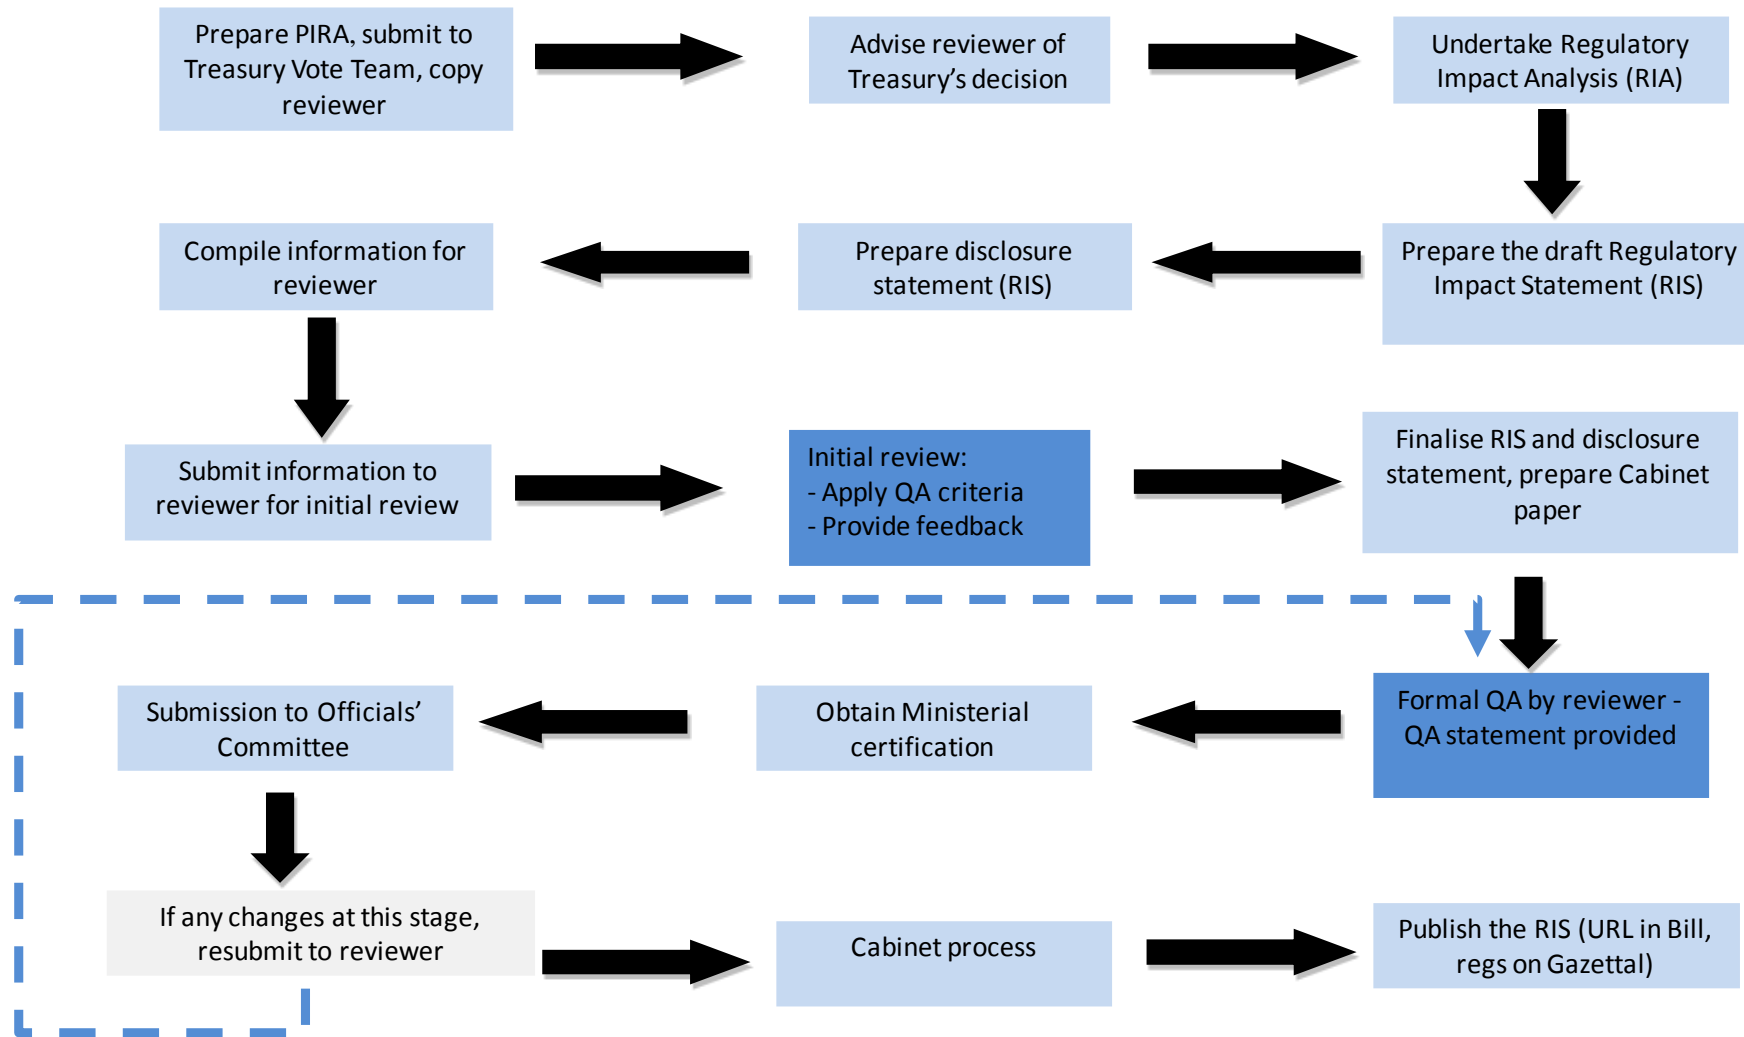 Prepare PIRA, submit to
Treasury Vote Team, copy
reviewer
Advise reviewer of
Treasury’s decision
Undertake Regulatory
Impact Analysis (RIA)
Prepare the draft Regulatory
Impact Statement (RIS)
Prepare disclosure
statement (RIS)
Compile information for
reviewer
Submit information to
reviewer for initial review
Initial review:
- Apply QA criteria
- Provide feedback
Finalise RIS and disclosure
statement, prepare Cabinet
paper
Formal QA by reviewer -
QA statement provided
Obtain Ministerial
certification
Submission to Officials’
Committee
If any changes at this stage,
resubmit to reviewer
Cabinet process
Publish the RIS (URL in Bill,
regs on Gazettal)